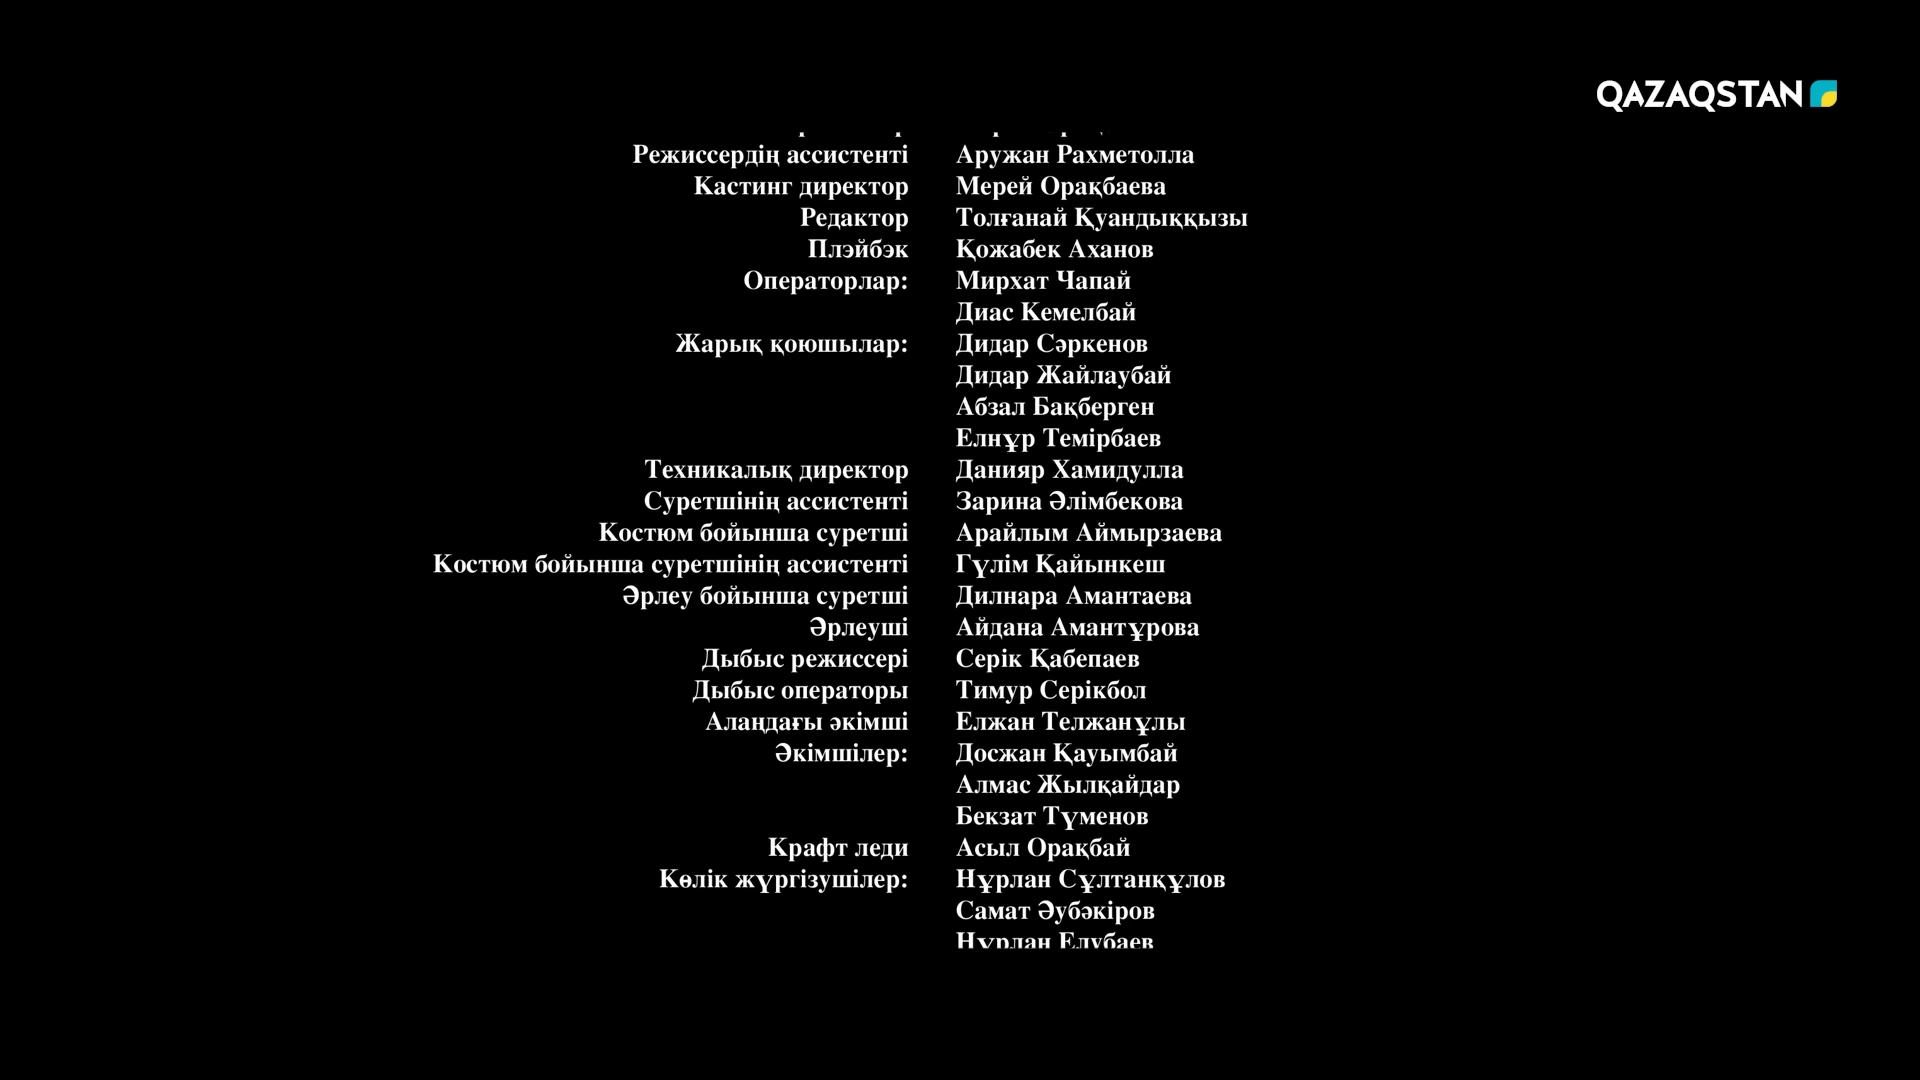 QAZAQSTAN
Режиссердің ассистенті Аружан Рахметолла
Кастинг директор Мерей Орақбаева
Редактор Толғанай Қуандыққызы
Плэйбэк Қожабек Аханов
Операторлар: Мирхат Чапай
Диас Кемелбай
Жарық қоюшылар: Дидар Сәркенов
Дидар Жайлаубай
Абзал Бақберген
Елнұр Темірбаев
Техникалық директор Данияр Хамидулла
Суретшінің ассистенті Зарина Әлімбекова
Костюм бойынша суретші Арайлым Аймырзаева
Костюм бойынша суретшінің ассистенті Гүлім Қайынкеш
Әрлеу бойынша суретші Дилнара Амантаева
Әрлеуші Айдана Амантұрова
Дыбыс режиссері Серік Қабепаев
Дыбыс операторы Тимур Серікбол
Алаңдағы әкімші Елжан Телжанұлы
Әкімшілер: Досжан Қауымбай
Алмас Жылқайдар
Бекзат Түменов
Крафт леди Асыл Орақбай
Көлік жүргізушілер: Нұрлан Сұлтанқұлов
Самат Әубәкіров
Нұрлан Елубаев